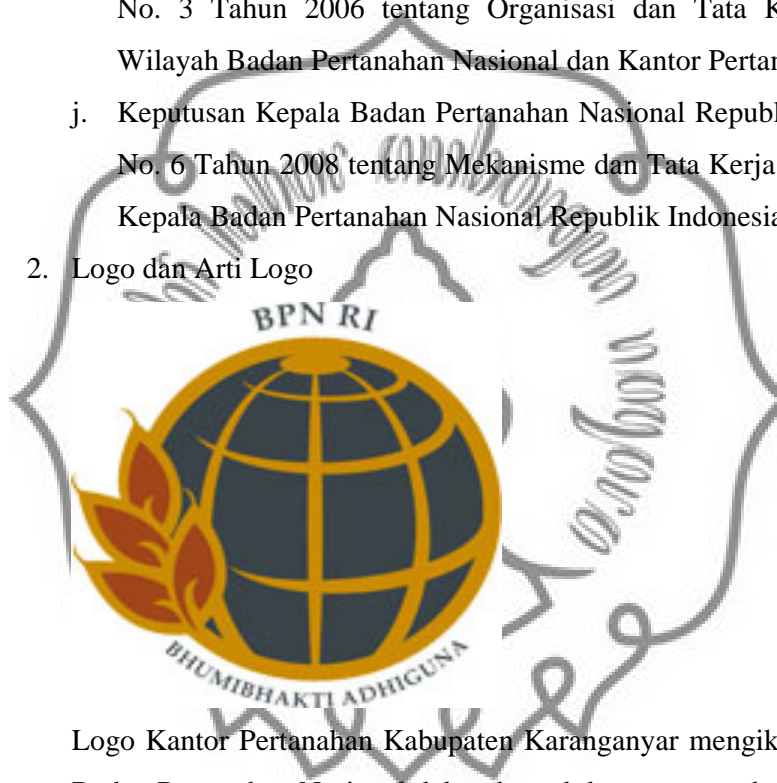 No. 3 Tahun 2006 tentang Organisasi dan Tata K
Wilayah Badan Pertanahan Nasional dan Kantor Pertan
j. Keputusan Kepala Badan Pertanahan Nasional Republ
No. 6 Tahun 2008 tentang Mekanisme dan Tata Kerja
Kepala Badan Pertanahan Nasional Republik Indonesia
2. Logo dan Arti Logo
BPN RI
BHUMIBHAKTI ADHIGUNA
Logo Kantor Pertanahan Kabupaten Karanganyar mengik